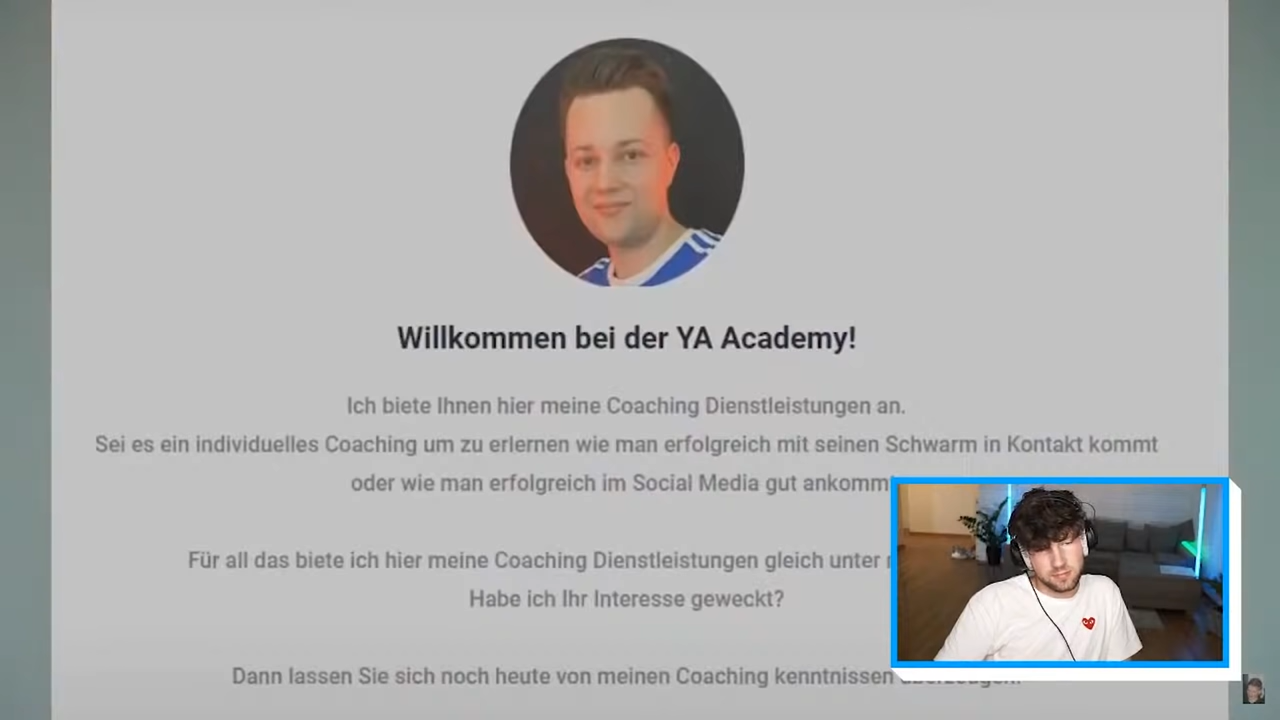 Willkommen bei der YA Academy!
Ich biete Ihnen hier meine Coaching Dienstleistungen an.
Sei es ein individuelles Coaching um zu erlernen wie man erfolgreich mit seinen Schwarm in Kontakt kommt
oder wie man erfolgreich im Social Media gut ankommt
Für all das biete ich hier meine Coaching Dienstleistungen gleich unter
Habe ich Ihr Interesse geweckt?
Dann lassen Sie sich noch heute von meinen Coaching kenntnissen